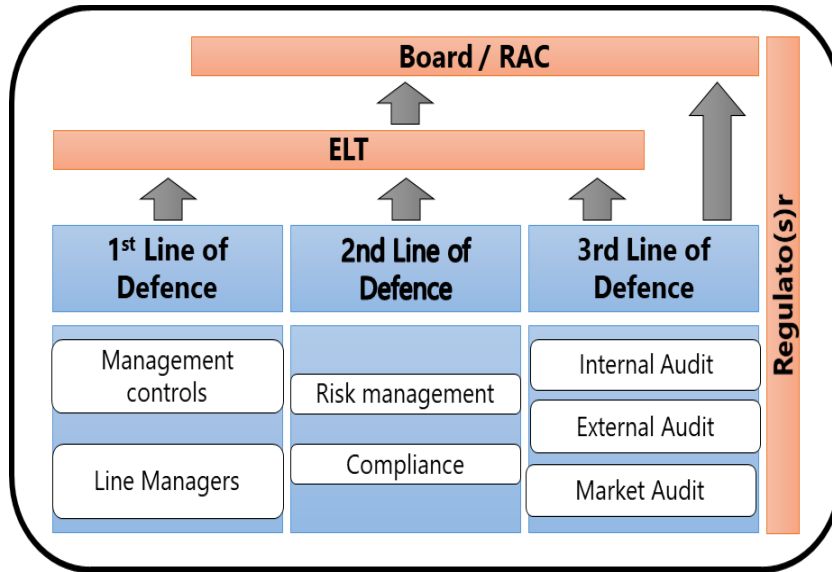 Board / RAC
ELT
1st Line of
Defence
2nd Line of
Defence
3rd Line of
Defence
Management
controls
Line Managers
Risk management
Compliance
Internal Audit
External Audit
Market Audit
Regulato(s)r